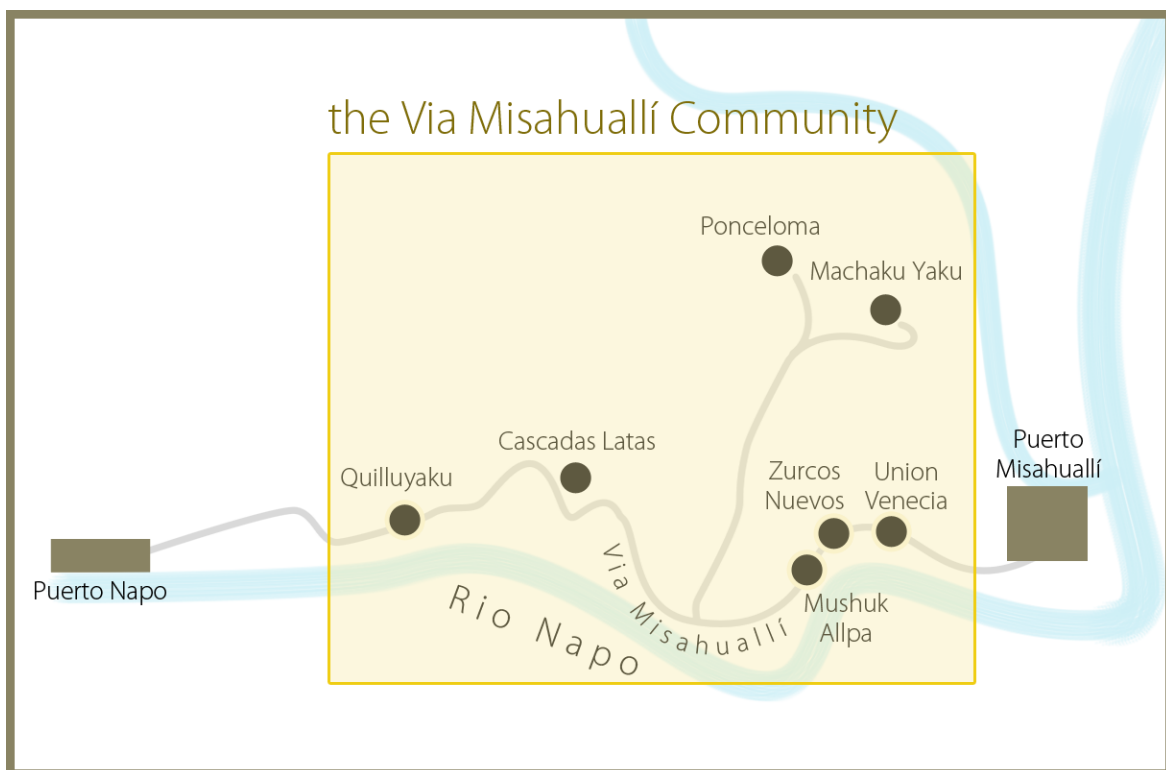 the Via Misahuallí Community
Ponceloma
Machaku Yaku
Cascadas Latas
Quilluyaku
Zurcos
Nuevos
Union
Venecia
Puerto
Misahuallí
Puerto Napo
Mushuk
Allpa
Via Misahuallí
Rio Napo